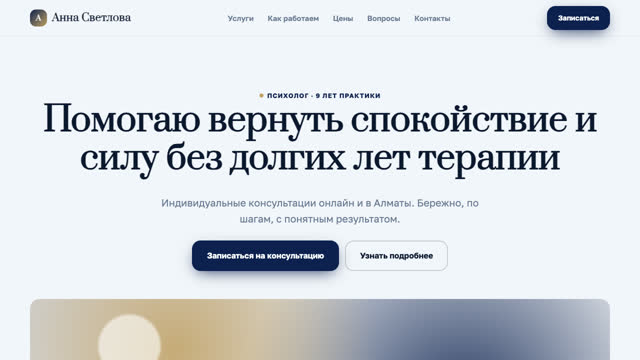 А Анна Светлова
Услуги Как работаем Цены Вопросы Контакты
Записаться
ПСИХОЛОГ · 9 ЛЕТ ПРАКТИКИ
Помогаю вернуть спокойствие и
силу без долгих лет терапии
Индивидуальные консультации онлайн и в Алматы. Бережно, по
шагам, с понятным результатом.
Записаться на консультацию Узнать подробнее